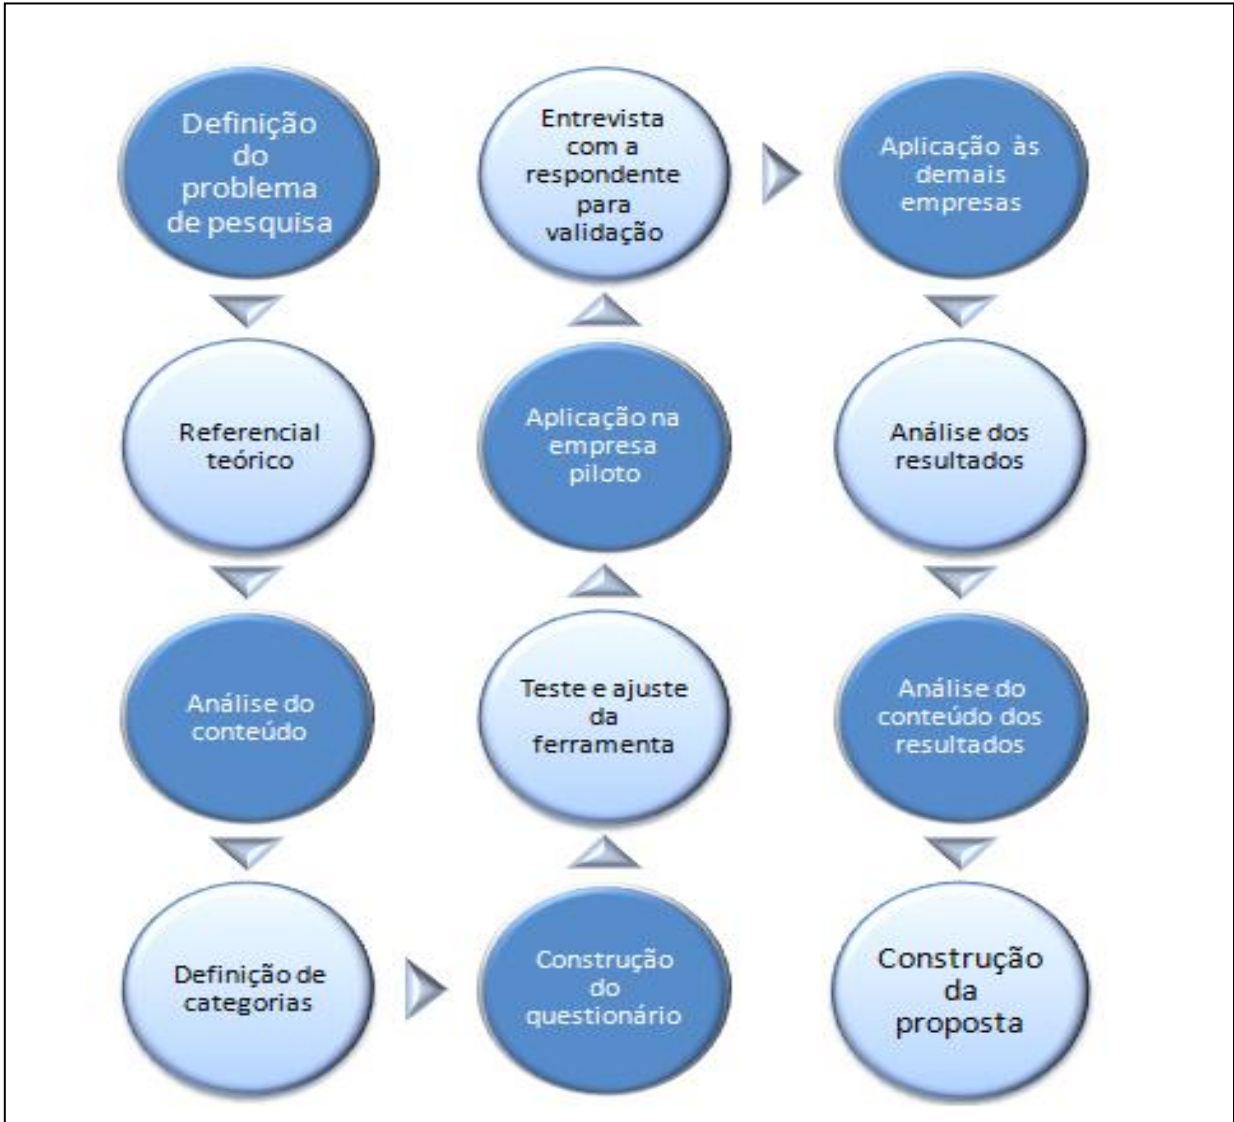 Definição
do
problema
de pesquisa
Referencial
teórico
Análise do
conteúdo
Definição de
categorias
Construção
do
questionário
Teste e ajuste
da
ferramenta
Aplicação na
empresa
piloto
Entrevista
com a
respondente
para
validação
Aplicação às
demais
empresas
Análise dos
resultados
Análise do
conteúdo dos
resultados
Construção
da
proposta